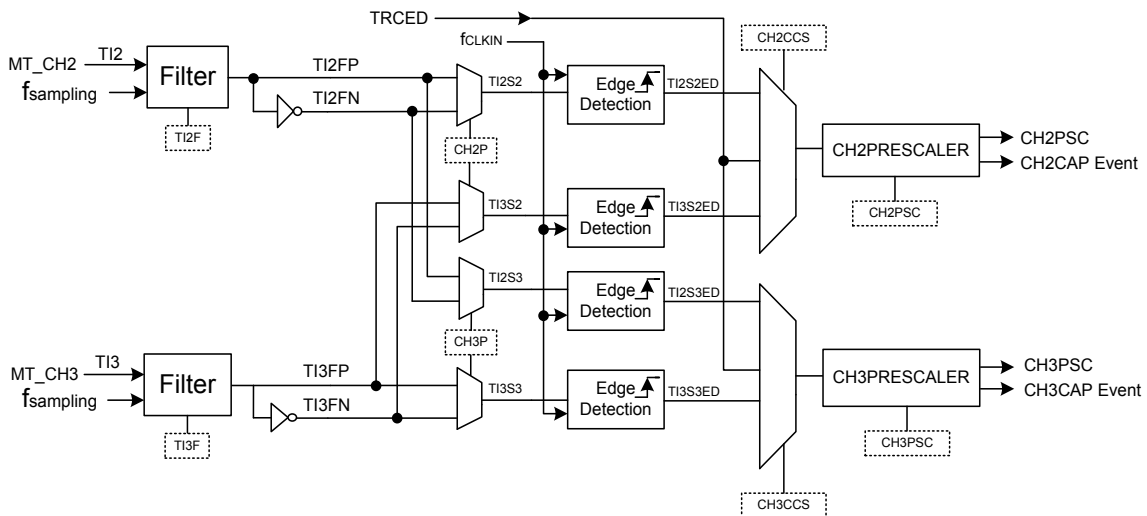 TRCED
fCLKIN
CH2CCS
MT_CH2
TI2
fsampling
Filter
TI2F
TI2FP
TI2FN
TI2S2
Edge Detection
TI2S2ED
CH2P
TI3S2
Edge Detection
TI3S2ED
CH2PRESCALER
CH2PSC
CH2PSC
CH2CAP Event
TI2S3
Edge Detection
TI2S3ED
CH3P
MT_CH3
TI3
fsampling
Filter
TI3F
TI3FP
TI3FN
TI3S3
Edge Detection
TI3S3ED
CH3PRESCALER
CH3PSC
CH3PSC
CH3CAP Event
CH3CCS